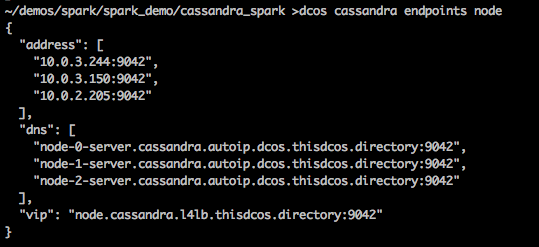 ~/demos/spark/spark_demo/cassandra_spark >dcos cassandra endpoints node
{
  "address": [
    "10.0.3.244:9042",
    "10.0.3.150:9042",
    "10.0.2.205:9042"
  ],
  "dns": [
    "node-0-server.cassandra.autoip.dcos.thisdcos.directory:9042",
    "node-1-server.cassandra.autoip.dcos.thisdcos.directory:9042",
    "node-2-server.cassandra.autoip.dcos.thisdcos.directory:9042"
  ],
  "vip": "node.cassandra.l4lb.thisdcos.directory:9042"
}